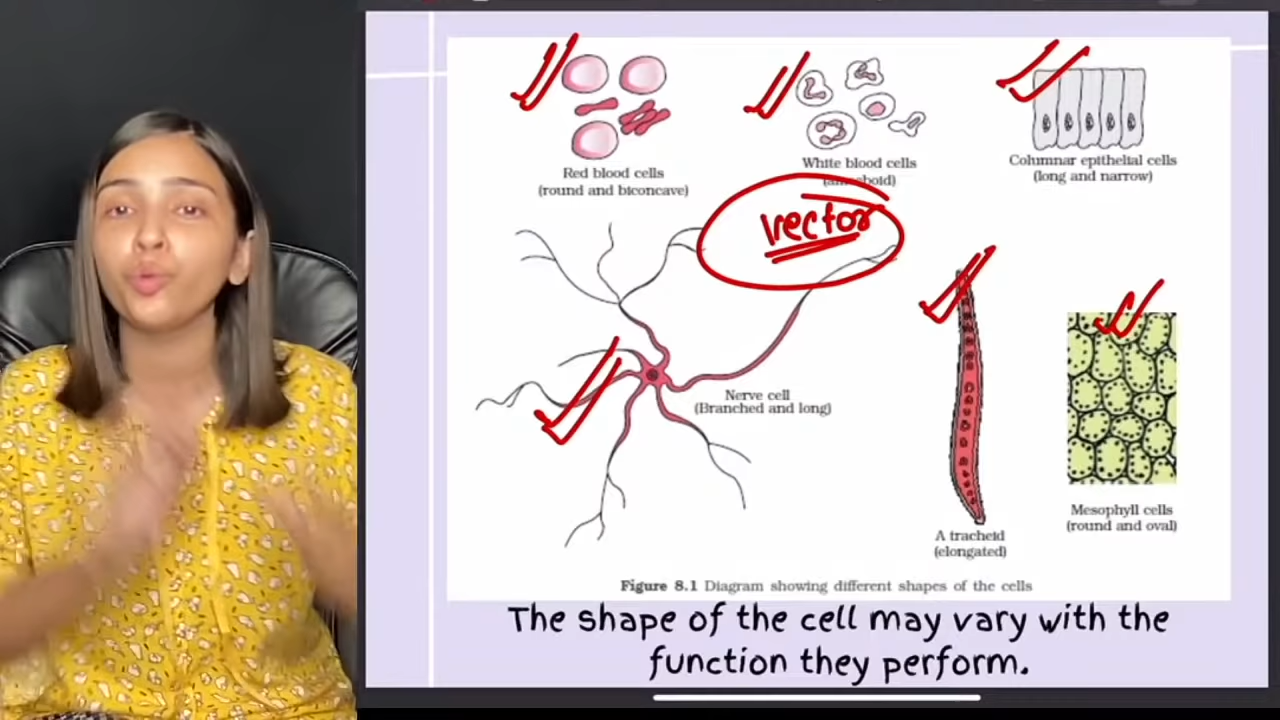 Red blood cells
(round and biconcave)
White blood cells
(amoeboid)
Columnar epithelial cells
(long and narrow)
vector
Nerve cell
(Branched and long)
A tracheid
(elongated)
Mesophyll cells
(round and oval)
Figure 8.1 Diagram showing different shapes of the cells
The shape of the cell may vary with the
function they perform.